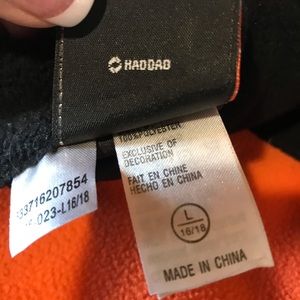 HADDAD
100% POLYESTER
EXCLUSIVE OF
DECORATION
FAIT EN CHINE
HECHO EN CHINA
L
16/18
MADE IN CHINA
33716207854
023-L16/18